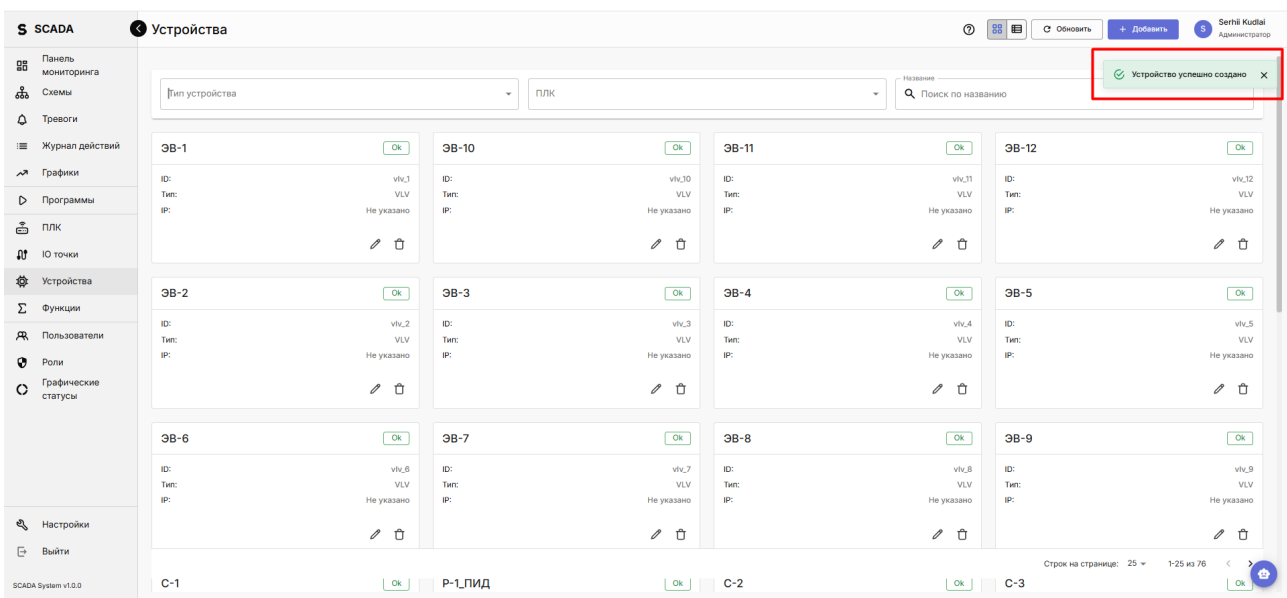 S SCADA
Устройства
Обновить
+ Добавить
S
Serhii Kudlai
Администратор
Панель
мониторинга
Схемы
Тревоги
Журнал действий
Графики
Программы
ПЛК
IO точки
Устройства
Функции
Пользователи
Роли
Графические
статусы
Настройки
Выйти
SCADA System v1.0.0
Устройство успешно создано
Тип устройства
ПЛК
Название
Поиск по названию
ЭВ-1 Ok
ID: vlv_1
Тип: VLV
IP: Не указано
ЭВ-10 Ok
ID: vlv_10
Тип: VLV
IP: Не указано
ЭВ-11 Ok
ID: vlv_11
Тип: VLV
IP: Не указано
ЭВ-12 Ok
ID: vlv_12
Тип: VLV
IP: Не указано
ЭВ-2 Ok
ID: vlv_2
Тип: VLV
IP: Не указано
ЭВ-3 Ok
ID: vlv_3
Тип: VLV
IP: Не указано
ЭВ-4 Ok
ID: vlv_4
Тип: VLV
IP: Не указано
ЭВ-5 Ok
ID: vlv_5
Тип: VLV
IP: Не указано
ЭВ-6 Ok
ID: vlv_6
Тип: VLV
IP: Не указано
ЭВ-7 Ok
ID: vlv_7
Тип: VLV
IP: Не указано
ЭВ-8 Ok
ID: vlv_8
Тип: VLV
IP: Не указано
ЭВ-9 Ok
ID: vlv_9
Тип: VLV
IP: Не указано
Строк на странице: 25 1-25 из 76
С-1 Ok
Р-1_ПИД Ok
С-2 Ok
С-3 Ok